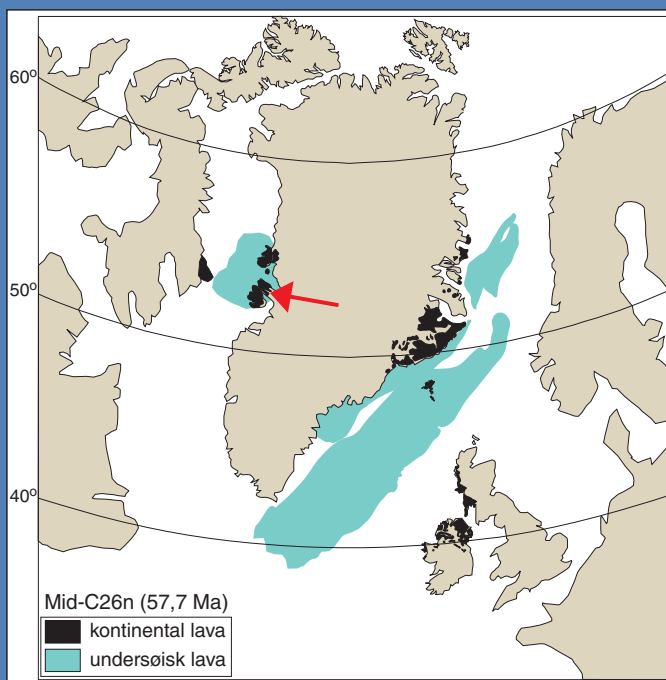 60º
50º
40º
Mid-C26n (57,7 Ma)
kontinental lava
undersøisk lava